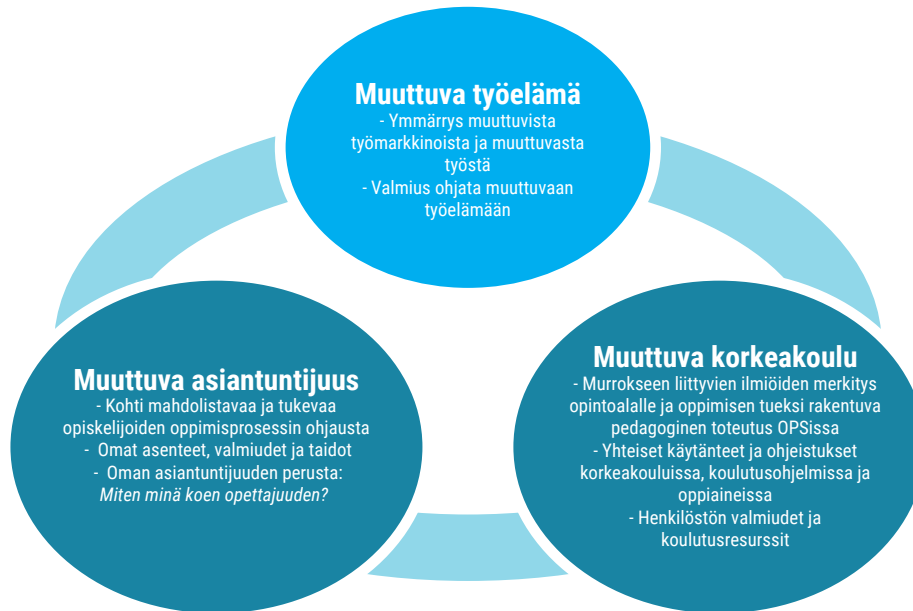 Muuttuva työelämä
- Ymmärrys muuttuvista
työmarkkinoista ja muuttuvasta
työstä
- Valmius ohjata muuttuvaan
työelämään
Muuttuva asiantuntijuus
- Kohti mahdolistavaa ja tukevaa
opiskelijoiden oppimisprosessin ohjausta
- Omat asenteet, valmiudet ja taidot
- Oman asiantuntijuuden perusta:
Miten minä koen opettajuuden?
Muuttuva korkeakoulu
- Murrokseen liittyvien ilmiöiden merkitys
opintoalalle ja oppimisen tueksi rakentuva
pedagoginen toteutus OPSissa
- Yhteiset käytänteet ja ohjeistukset
korkeakouluissa, koulutusohjelmissa ja
oppiaineissa
- Henkilöstön valmiudet ja
koulutusresurssit